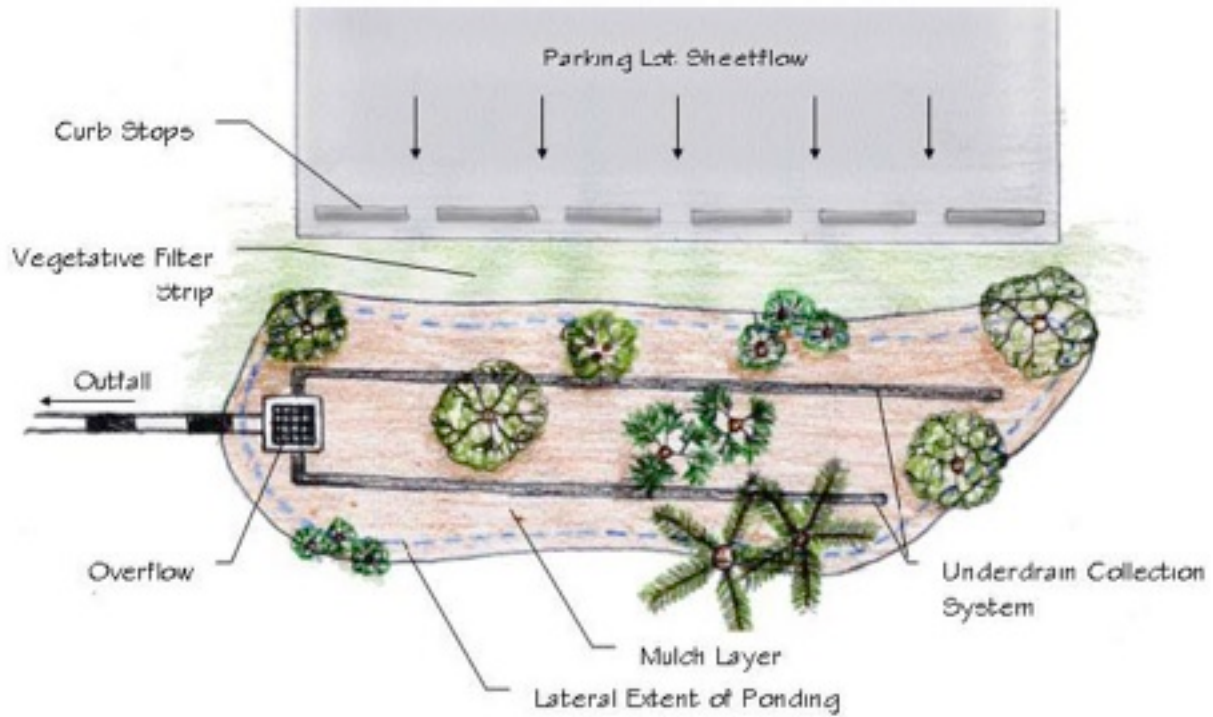 Parking Lot Sheetflow
Curb Stops
Vegetative Filter
Strip
Outfall
Overflow
Underdrain Collection
System
Mulch Layer
Lateral Extent of Ponding